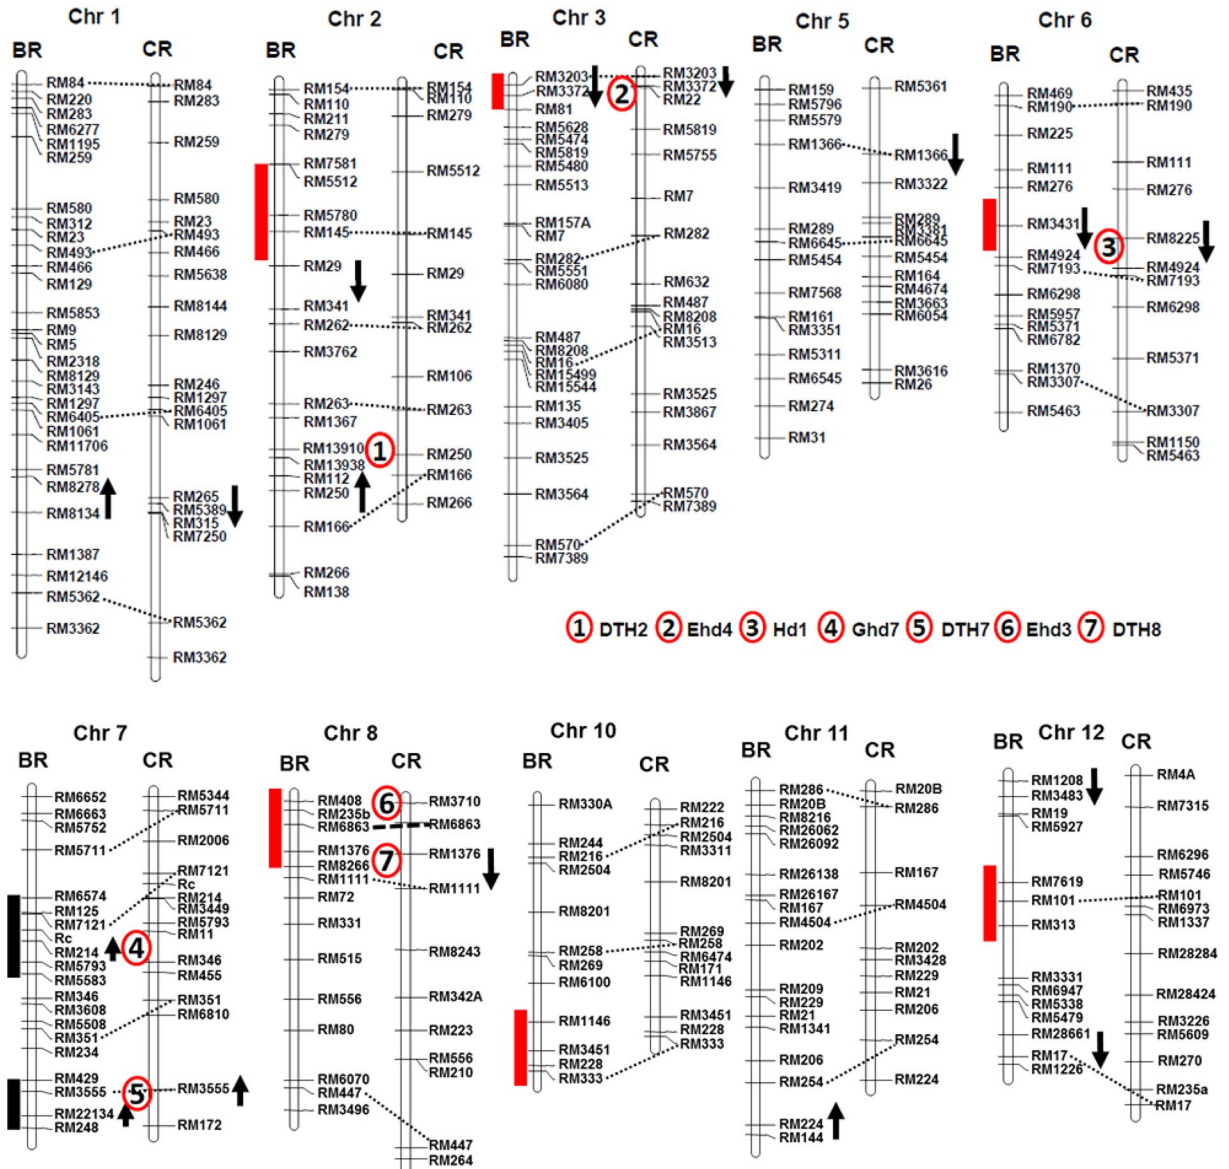 Chr 1
BR
CR
RM84
RM220
RM283
RM6277
RM1195
RM259
RM580
RM312
RM23
RM493
RM466
RM129
RM5853
RM9
RM5
RM2318
RM8129
RM3143
RM1297
RM6405
RM1061
RM11706
RM5781
RM8278
RM8134
RM1387
RM12146
RM5362
RM3362
RM84
RM283
RM259
RM580
RM23
RM493
RM466
RM5638
RM8144
RM8129
RM246
RM1297
RM6405
RM1061
RM265
RM5389
RM315
RM7250
RM5362
RM3362
Chr 2
BR
CR
RM154
RM110
RM211
RM279
RM7581
RM5512
RM5780
RM145
RM29
RM341
RM262
RM3762
RM263
RM1367
RM13910
RM13938
RM112
RM250
RM166
RM266
RM138
1
RM154
RM110
RM279
RM5512
RM145
RM29
RM341
RM262
RM106
RM263
RM250
RM166
RM266
Chr 3
BR
CR
RM3203
RM3372
RM81
RM5628
RM5474
RM5819
RM5480
RM5513
RM157A
RM7
RM282
RM5551
RM6080
RM487
RM8208
RM16
RM15499
RM15544
RM135
RM3405
RM3525
RM3564
RM570
RM7389
2
RM3203
RM3372
RM22
RM5819
RM5755
RM7
RM282
RM632
RM487
RM8208
RM16
RM3513
RM3525
RM3867
RM3564
RM570
RM7389
Chr 5
BR
CR
RM159
RM5796
RM5579
RM1366
RM3419
RM289
RM6645
RM5454
RM7568
RM161
RM3351
RM5311
RM6545
RM274
RM31
RM5361
RM1366
RM3322
RM289
RM3381
RM6645
RM5454
RM164
RM4674
RM3663
RM6054
RM3616
RM26
Chr 6
BR
CR
RM469
RM190
RM225
RM111
RM276
RM3431
RM4924
RM7193
RM6298
RM5957
RM5371
RM6782
RM1370
RM3307
RM5463
3
RM435
RM190
RM111
RM276
RM8225
RM4924
RM7193
RM6298
RM5371
RM3307
RM1150
RM5463
1 DTH2 2 Ehd4 3 Hd1 4 Ghd7 5 DTH7 6 Ehd3 7 DTH8
Chr 7
BR
CR
RM6652
RM6663
RM5752
RM5711
RM6574
RM125
RM7121
Rc
RM214
RM5793
RM5583
RM346
RM3608
RM5508
RM351
RM234
RM429
RM3555
RM22134
RM248
4
5
RM5344
RM5711
RM2006
RM7121
Rc
RM214
RM3449
RM5793
RM11
RM346
RM455
RM351
RM6810
RM3555
RM172
Chr 8
BR
CR
RM408
RM235b
RM6863
RM1376
RM8266
RM1111
RM72
RM331
RM515
RM556
RM80
RM6070
RM447
RM3496
6
7
RM3710
RM6863
RM1376
RM1111
RM8243
RM342A
RM223
RM556
RM210
RM447
RM264
Chr 10
BR
CR
RM330A
RM244
RM216
RM2504
RM8201
RM258
RM269
RM6100
RM1146
RM3451
RM228
RM333
RM222
RM216
RM2504
RM3311
RM8201
RM269
RM258
RM6474
RM171
RM1146
RM3451
RM228
RM333
Chr 11
BR
CR
RM286
RM20B
RM8216
RM26062
RM26092
RM26138
RM26167
RM167
RM4504
RM202
RM209
RM229
RM21
RM1341
RM206
RM254
RM224
RM144
RM20B
RM286
RM167
RM4504
RM202
RM3428
RM229
RM21
RM206
RM254
RM224
Chr 12
BR
CR
RM1208
RM3483
RM19
RM5927
RM7619
RM101
RM313
RM3331
RM6947
RM5338
RM5479
RM28661
RM17
RM1226
RM4A
RM7315
RM6296
RM5746
RM101
RM6973
RM1337
RM28284
RM28424
RM3226
RM5609
RM270
RM235a
RM17